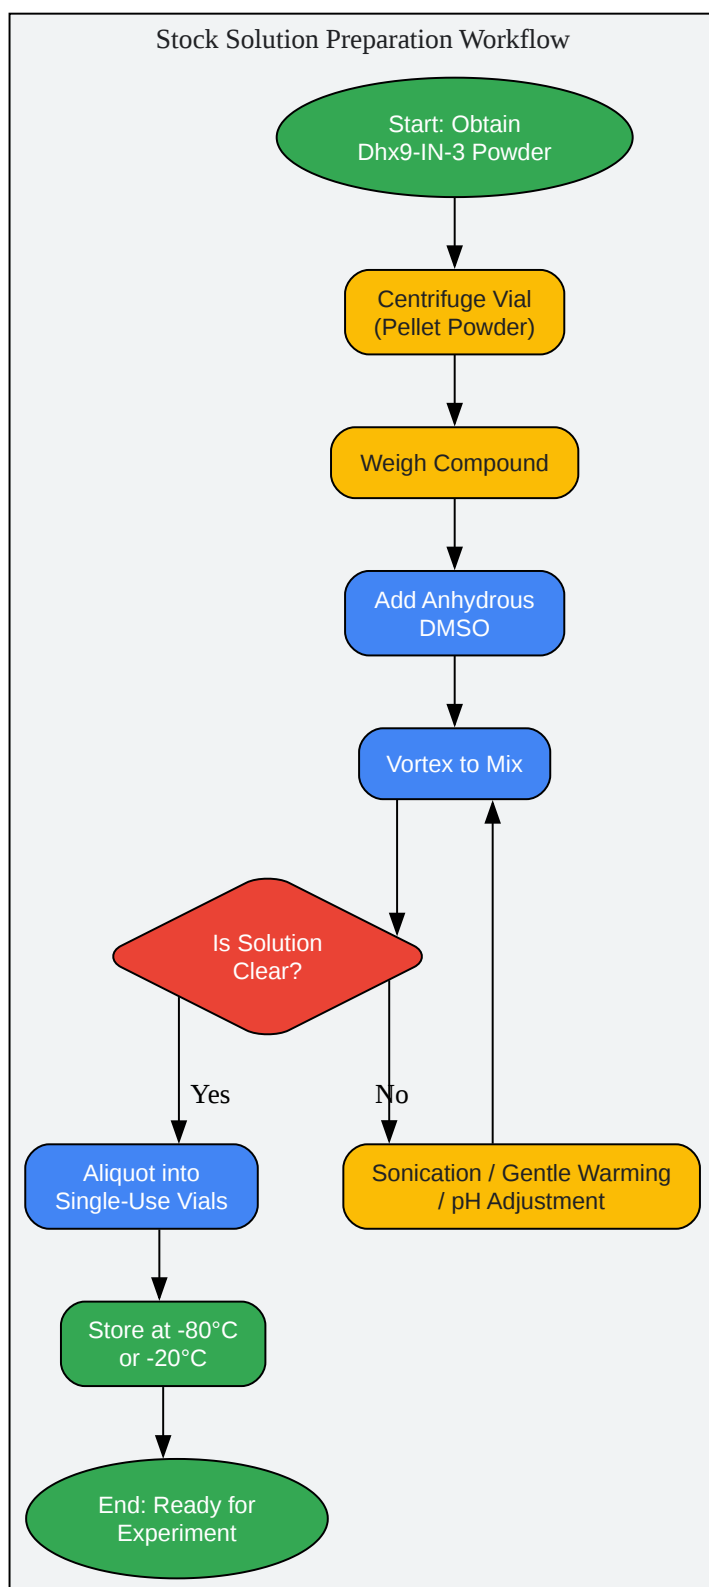 Stock Solution Preparation Workflow
Start: Obtain
Dhx9-IN-3 Powder
Centrifuge Vial
(Pellet Powder)
Weigh Compound
Add Anhydrous
DMSO
Vortex to Mix
Is Solution
Clear?
Yes
No
Aliquot into
Single-Use Vials
Sonication / Gentle Warming
/ pH Adjustment
Store at -80°C
or -20°C
End: Ready for
Experiment